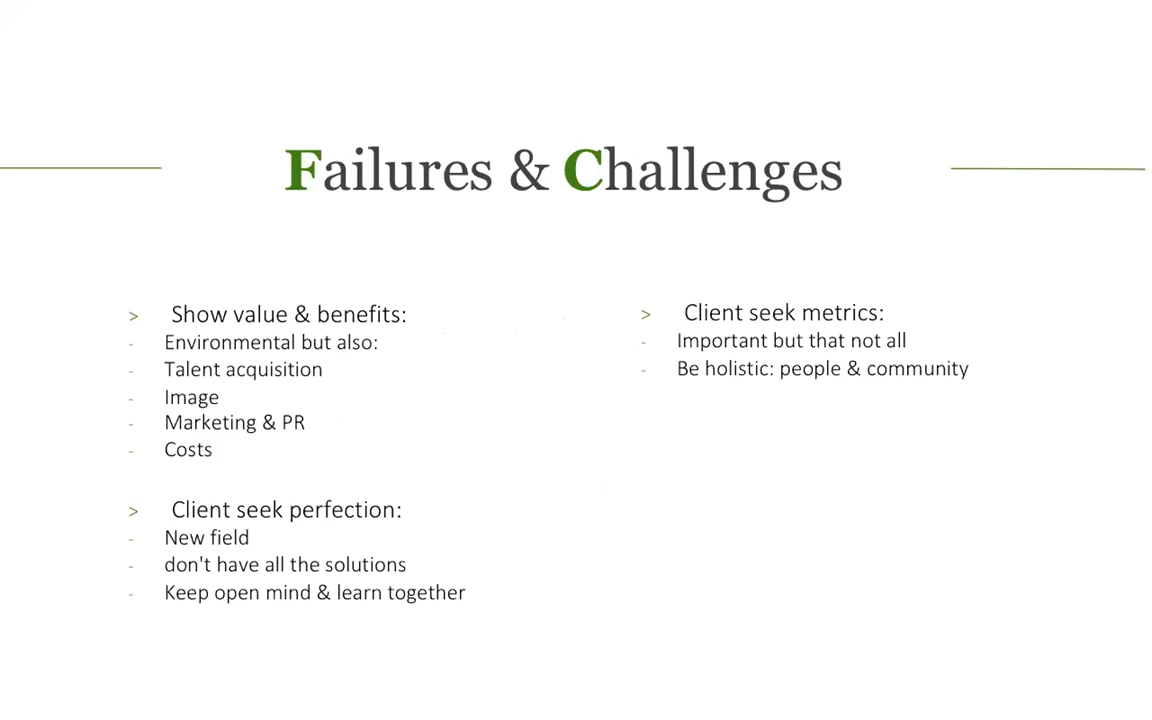 Failures & Challenges
> Show value & benefits:
- Environmental but also:
- Talent acquisition
- Image
- Marketing & PR
- Costs
> Client seek perfection:
- New field
- don't have all the solutions
- Keep open mind & learn together
> Client seek metrics:
- Important but that not all
- Be holistic: people & community